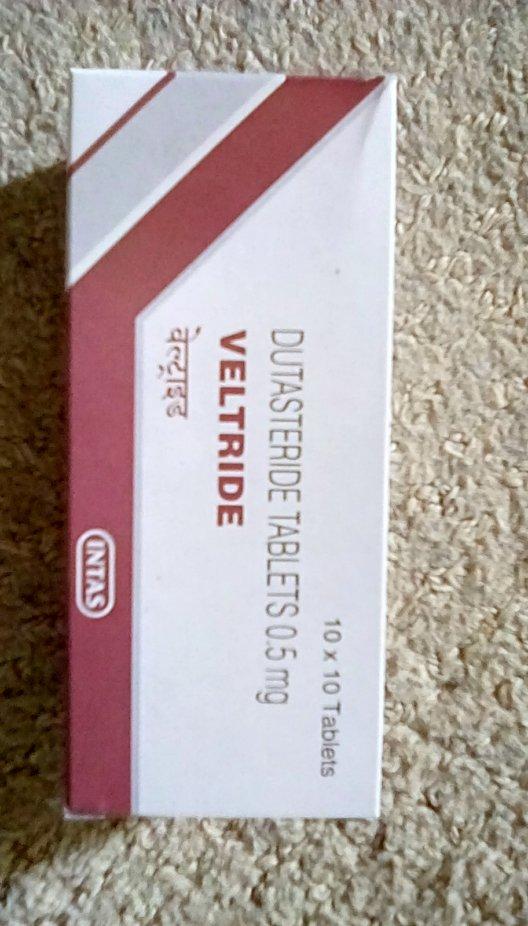 10 x 10 Tablets
DUTASTERIDE TABLETS 0.5 mg
VELTRIDE
वेल्ट्राइड
INTAS